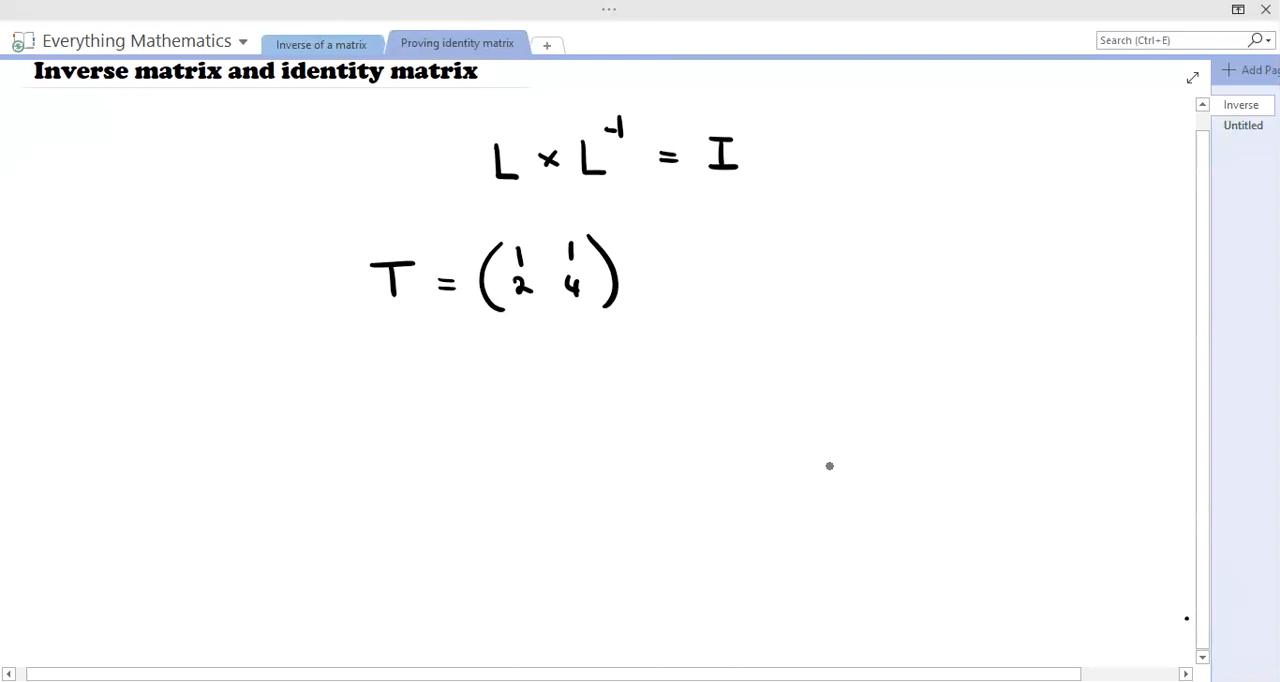 ...
Everything Mathematics
Inverse of a matrix
Proving identity matrix
+
Search (Ctrl+E)
Inverse matrix and identity matrix
+ Add Pag
Inverse
Untitled
L × L⁻¹ = I
T = ( 1 1
2 4 )